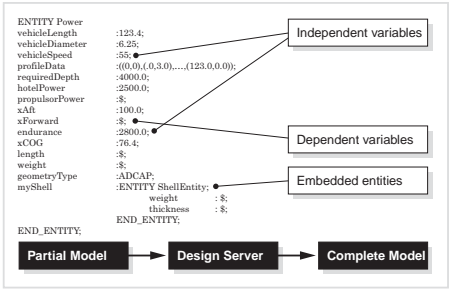 ENTITY Power
vehicleLength :123.4;
vehicleDiameter :6.25;
vehicleSpeed :55;
profileData :((0,0),(.0,3.0),...,(123.0,0.0));
requiredDepth :4000.0;
hotelPower :2500.0;
propulsorPower :$;
xAft :100.0;
xForward :$;
endurance :2800.0;
xCOG :76.4;
length :$;
weight :$;
geometryType :ADCAP;
myShell :ENTITY ShellEntity;
weight : $;
thickness : $;
END_ENTITY;
END_ENTITY;
Independent variables
Dependent variables
Embedded entities
Partial Model Design Server Complete Model